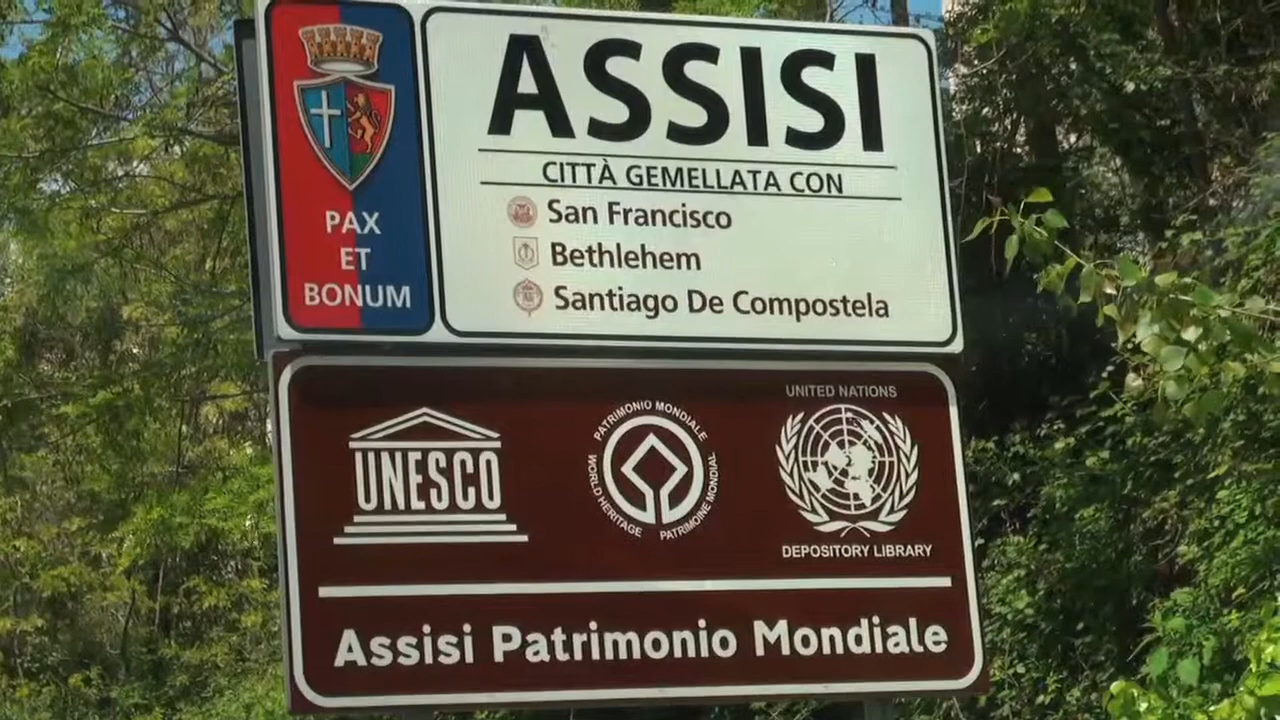 PAX
ET
BONUM
ASSISI
CITTÀ GEMELLATA CON
San Francisco
Bethlehem
Santiago De Compostela
UNESCO
PATRIMONIO MONDIALE
WORLD HERITAGE
PATRIMOINE MONDIAL
UNITED NATIONS
DEPOSITORY LIBRARY
Assisi Patrimonio Mondiale